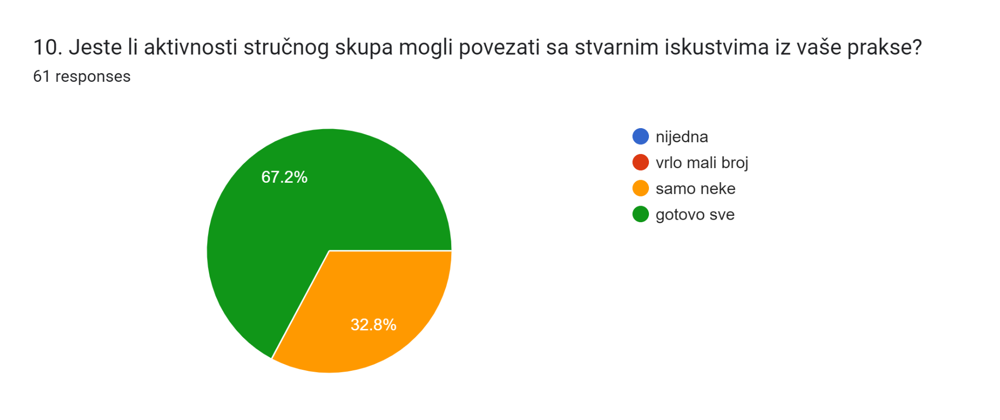 10. Jeste li aktivnosti stručnog skupa mogli povezati sa stvarnim iskustvima iz vaše prakse?
61 responses
67.2%
32.8%
nijedna
vrlo mali broj
samo neke
gotovo sve